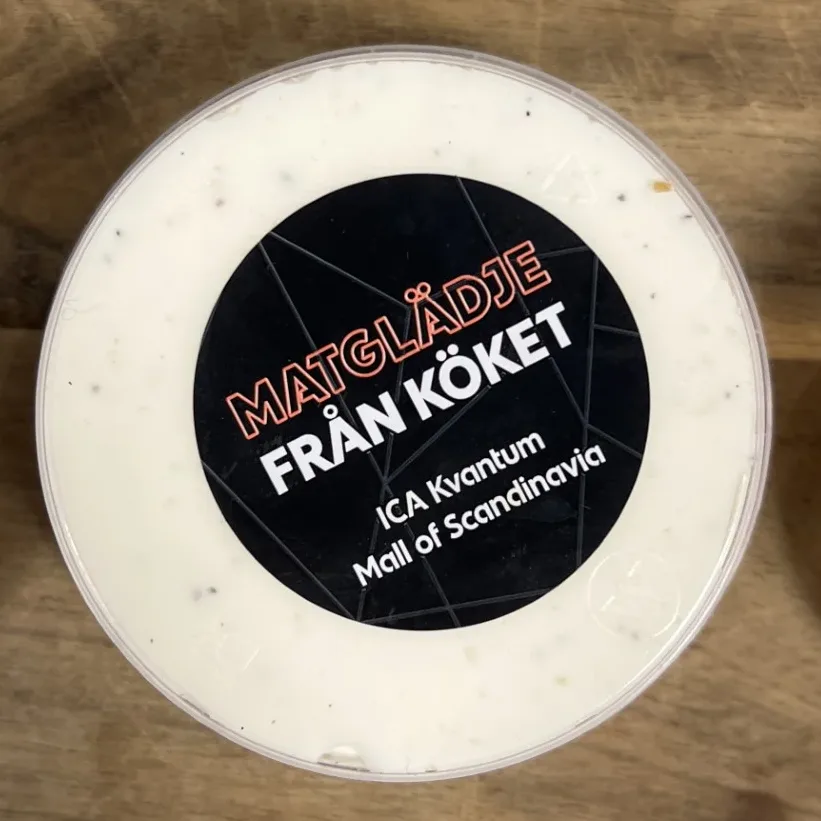 MATGLÄDJE
FRÅN KÖKET
ICA Kvantum
Mall of Scandinavia